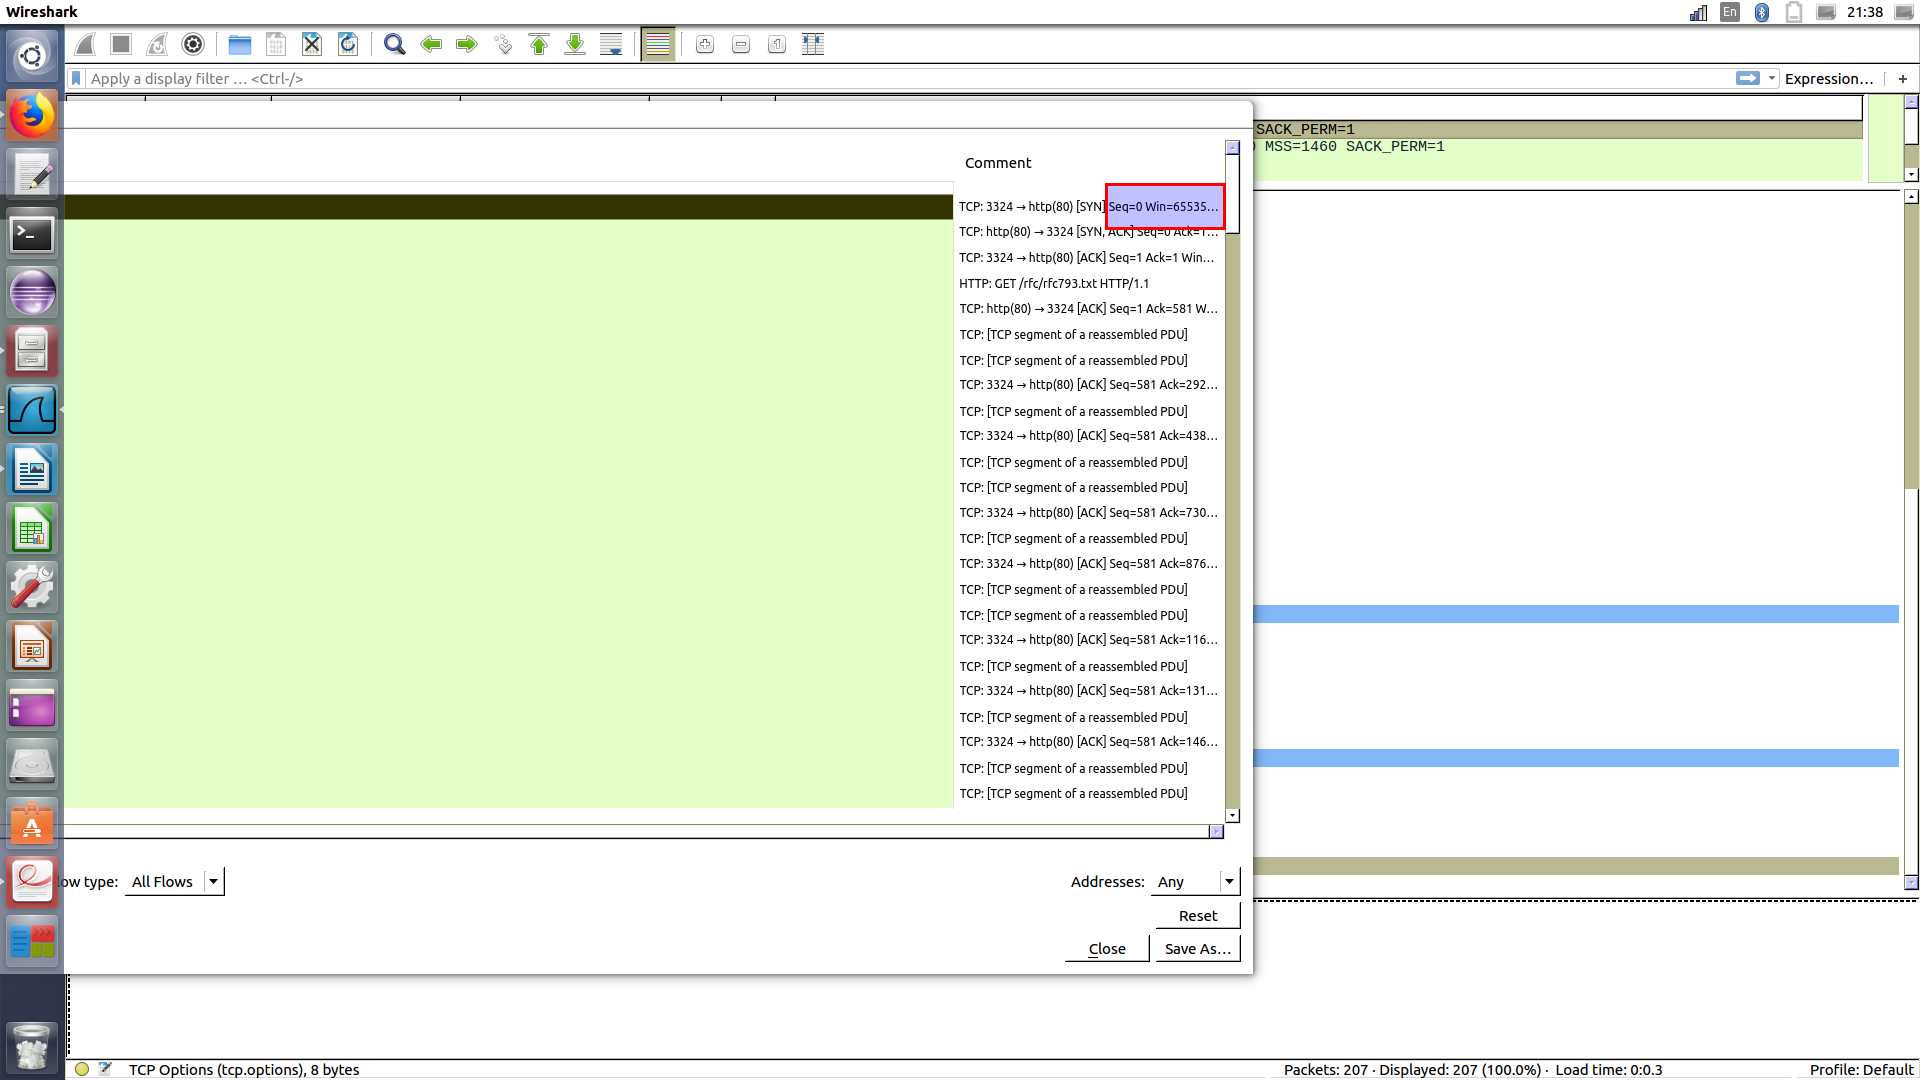 Wireshark
En
21:38
1
Apply a display filter … <Ctrl-/>
Expression…
+
SACK_PERM=1
MSS=1460 SACK_PERM=1
Comment
TCP: 3324 → http(80) [SYN] Seq=0 Win=65535…
TCP: http(80) → 3324 [SYN, ACK] Seq=0 Ack=1…
TCP: 3324 → http(80) [ACK] Seq=1 Ack=1 Win…
HTTP: GET /rfc/rfc793.txt HTTP/1.1
TCP: http(80) → 3324 [ACK] Seq=1 Ack=581 W…
TCP: [TCP segment of a reassembled PDU]
TCP: [TCP segment of a reassembled PDU]
TCP: 3324 → http(80) [ACK] Seq=581 Ack=292…
TCP: [TCP segment of a reassembled PDU]
TCP: 3324 → http(80) [ACK] Seq=581 Ack=438…
TCP: [TCP segment of a reassembled PDU]
TCP: [TCP segment of a reassembled PDU]
TCP: 3324 → http(80) [ACK] Seq=581 Ack=730…
TCP: [TCP segment of a reassembled PDU]
TCP: 3324 → http(80) [ACK] Seq=581 Ack=876…
TCP: [TCP segment of a reassembled PDU]
TCP: [TCP segment of a reassembled PDU]
TCP: 3324 → http(80) [ACK] Seq=581 Ack=116…
TCP: [TCP segment of a reassembled PDU]
TCP: 3324 → http(80) [ACK] Seq=581 Ack=131…
TCP: [TCP segment of a reassembled PDU]
TCP: 3324 → http(80) [ACK] Seq=581 Ack=146…
TCP: [TCP segment of a reassembled PDU]
TCP: [TCP segment of a reassembled PDU]
low type: All Flows
Addresses: Any
Reset
Close
Save As…
TCP Options (tcp.options), 8 bytes
Packets: 207 · Displayed: 207 (100.0%) · Load time: 0:0.3
Profile: Default